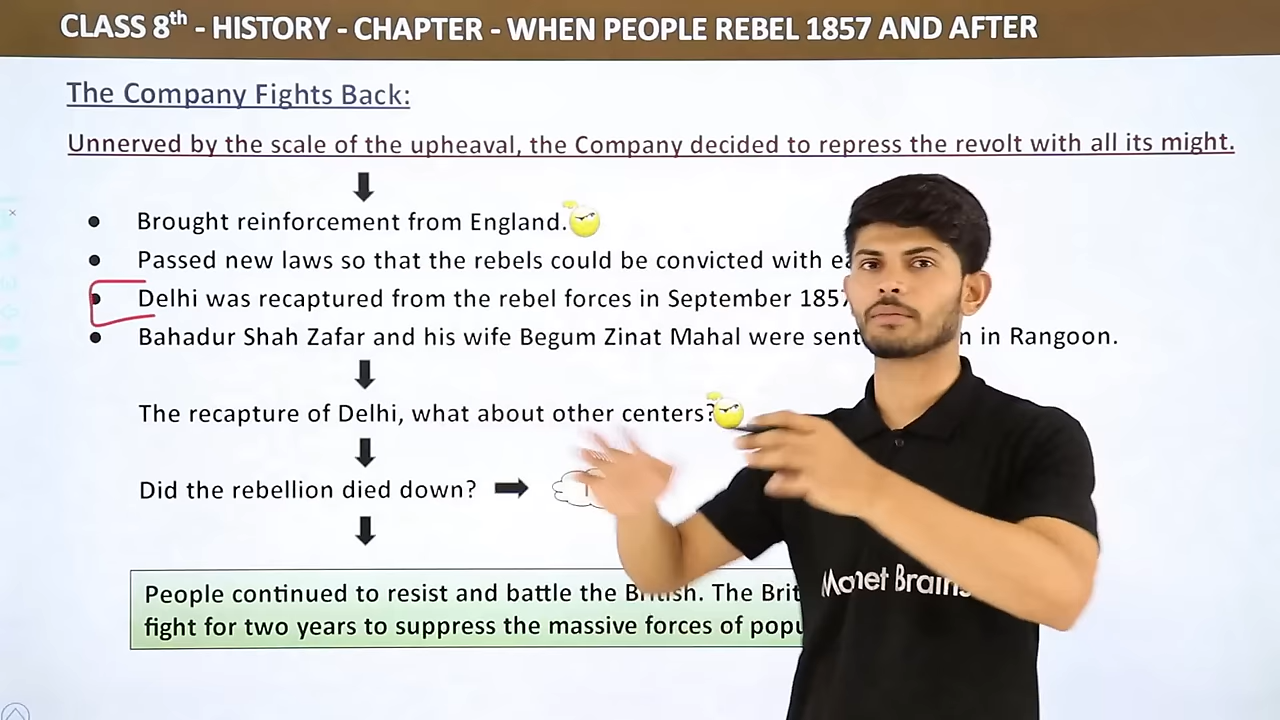 CLASS 8th - HISTORY - CHAPTER - WHEN PEOPLE REBEL 1857 AND AFTER
The Company Fights Back:
Unnerved by the scale of the upheaval, the Company decided to repress the revolt with all its might.
Brought reinforcement from England.
Passed new laws so that the rebels could be convicted with
Delhi was recaptured from the rebel forces in September 1857
Bahadur Shah Zafar and his wife Begum Zinat Mahal were sent in Rangoon.
The recapture of Delhi, what about other centers?
Did the rebellion died down?
People continued to resist and battle the British. The
fight for two years to suppress the massive forces of
Monet Brains